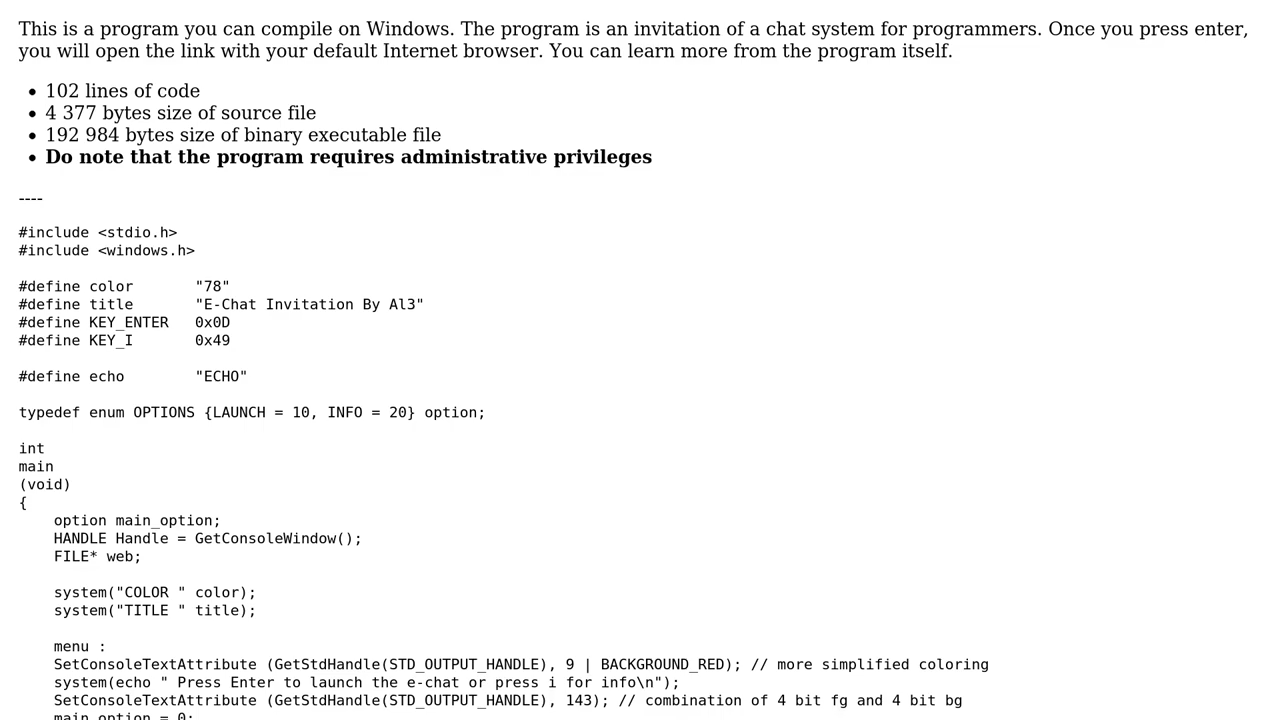 This is a program you can compile on Windows. The program is an invitation of a chat system for programmers. Once you press enter,
you will open the link with your default Internet browser. You can learn more from the program itself.
• 102 lines of code
• 4 377 bytes size of source file
• 192 984 bytes size of binary executable file
• Do note that the program requires administrative privileges
----
#include <stdio.h>
#include <windows.h>
#define color       "78"
#define title       "E-Chat Invitation By Al3"
#define KEY_ENTER   0x0D
#define KEY_I       0x49
#define echo        "ECHO"
typedef enum OPTIONS {LAUNCH = 10, INFO = 20} option;
int
main
(void)
{
    option main_option;
    HANDLE Handle = GetConsoleWindow();
    FILE* web;
    system("COLOR " color);
    system("TITLE " title);
    menu :
    SetConsoleTextAttribute (GetStdHandle(STD_OUTPUT_HANDLE), 9 | BACKGROUND_RED); // more simplified coloring
    system(echo " Press Enter to launch the e-chat or press i for info\n");
    SetConsoleTextAttribute (GetStdHandle(STD_OUTPUT_HANDLE), 143); // combination of 4 bit fg and 4 bit bg
    main_option = 0;